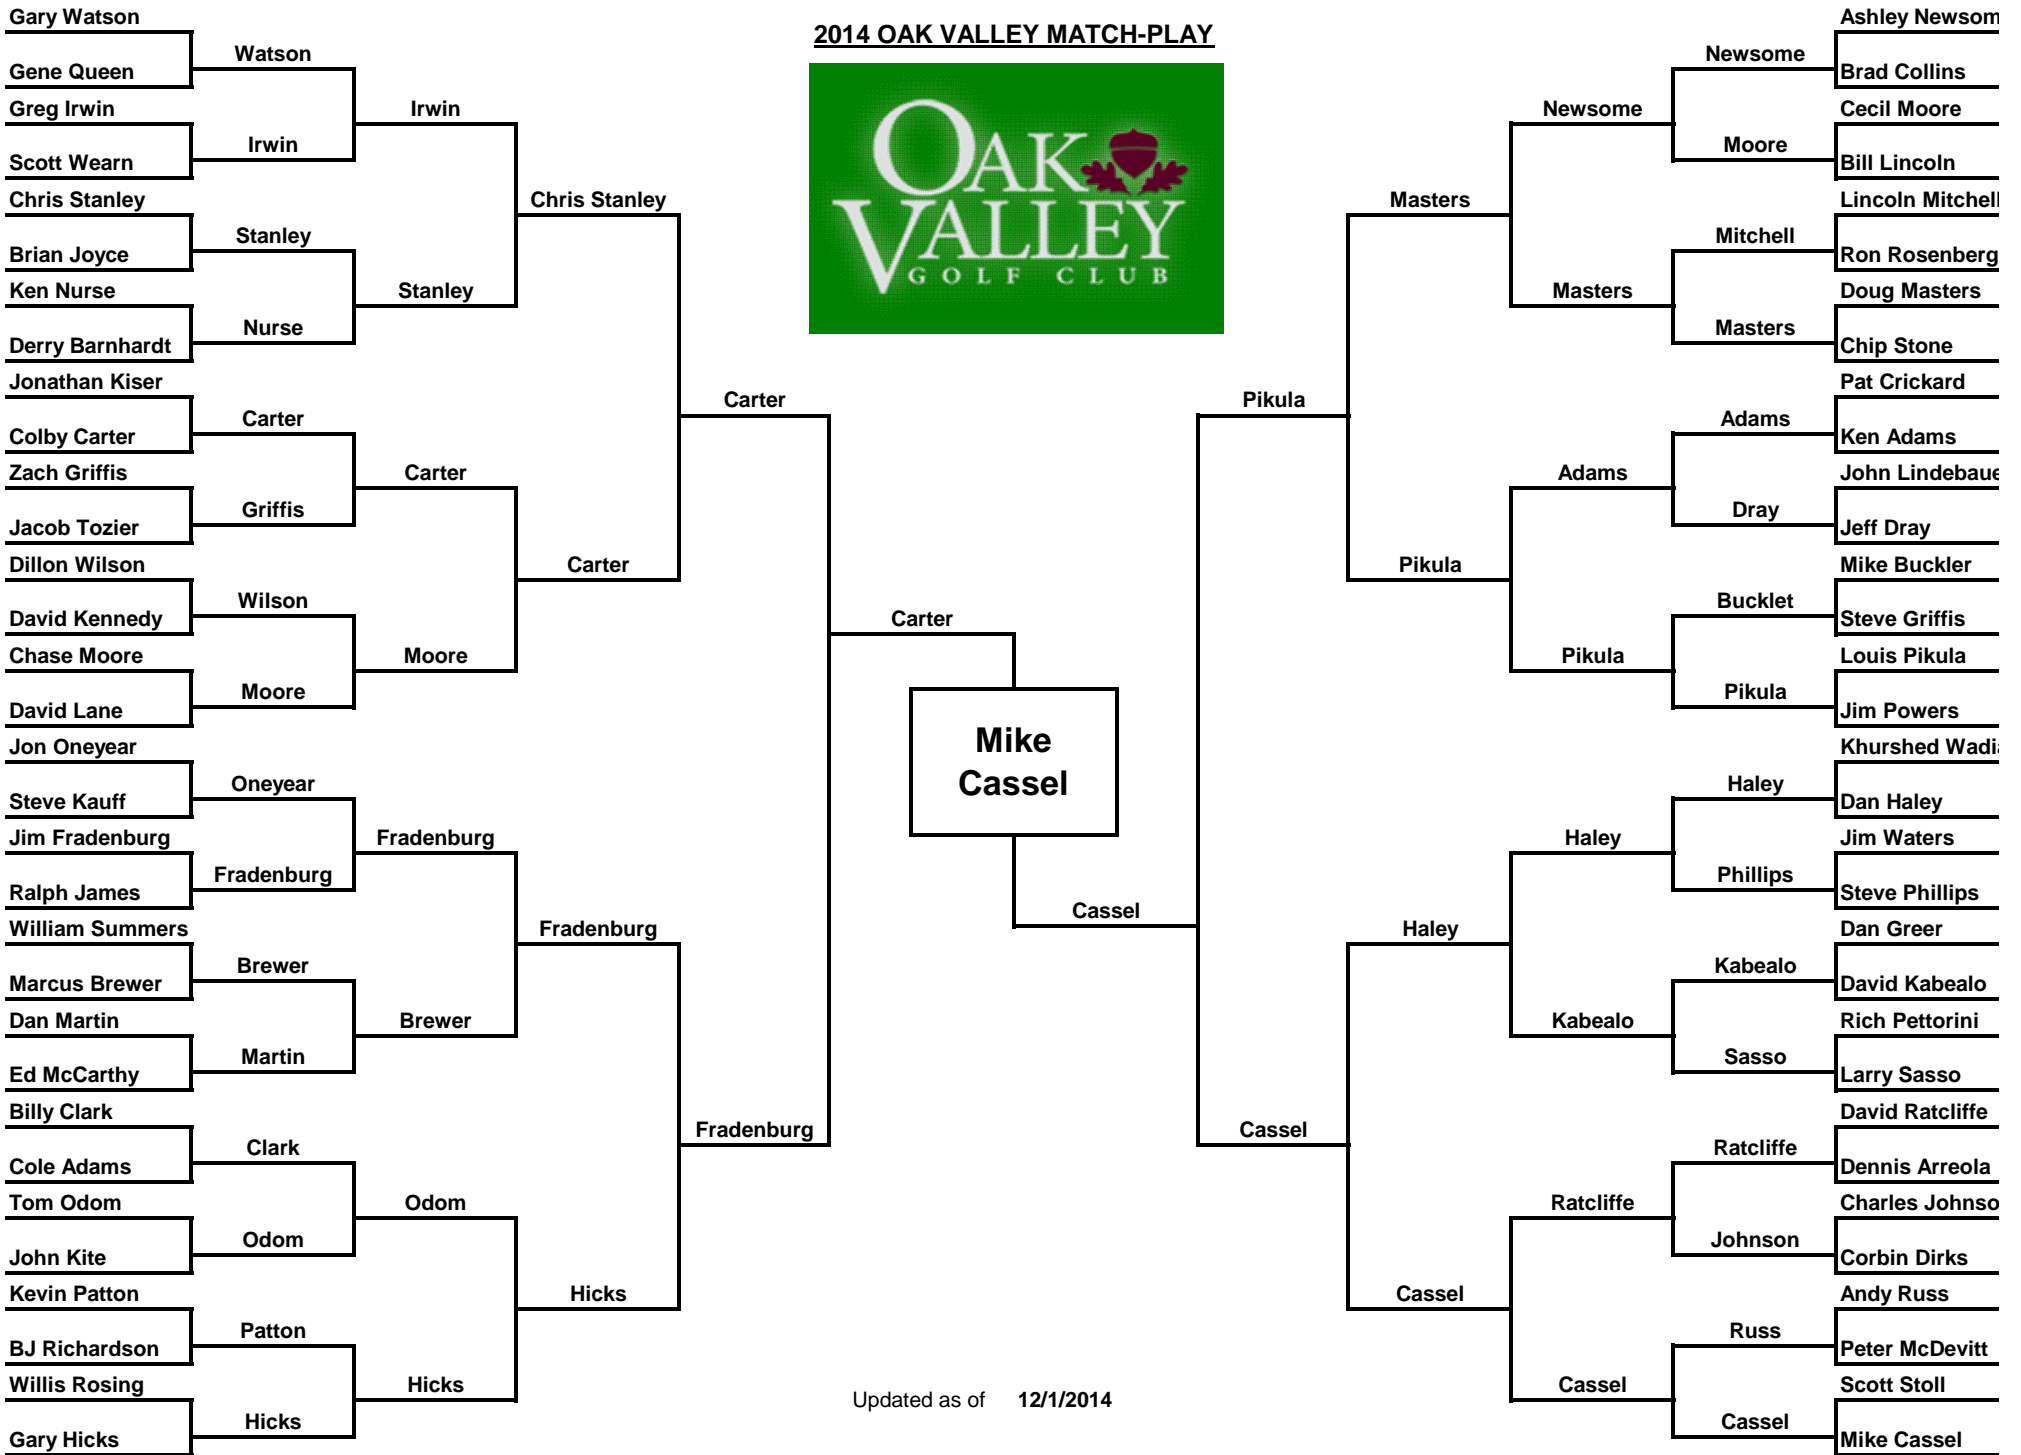 2014 OAK VALLEY MATCH-PLAY
OAK
VALLEY
GOLF CLUB
Gary Watson
Gene Queen
Greg Irwin
Scott Wearn
Chris Stanley
Brian Joyce
Ken Nurse
Derry Barnhardt
Jonathan Kiser
Colby Carter
Zach Griffis
Jacob Tozier
Dillon Wilson
David Kennedy
Chase Moore
David Lane
Jon Oneyear
Steve Kauff
Jim Fradenburg
Ralph James
William Summers
Marcus Brewer
Dan Martin
Ed McCarthy
Billy Clark
Cole Adams
Tom Odom
John Kite
Kevin Patton
BJ Richardson
Willis Rosing
Gary Hicks
Watson
Irwin
Stanley
Nurse
Carter
Griffis
Wilson
Moore
Oneyear
Fradenburg
Brewer
Martin
Clark
Odom
Patton
Hicks
Irwin
Stanley
Carter
Moore
Fradenburg
Brewer
Odom
Hicks
Chris Stanley
Carter
Fradenburg
Hicks
Carter
Fradenburg
Carter
Mike
Cassel
Cassel
Pikula
Cassel
Masters
Pikula
Haley
Cassel
Newsome
Masters
Adams
Pikula
Haley
Kabealo
Ratcliffe
Cassel
Newsome
Moore
Mitchell
Masters
Adams
Dray
Bucklet
Pikula
Haley
Phillips
Kabealo
Sasso
Ratcliffe
Johnson
Russ
Cassel
Ashley Newsom
Brad Collins
Cecil Moore
Bill Lincoln
Lincoln Mitchell
Ron Rosenberg
Doug Masters
Chip Stone
Pat Crickard
Ken Adams
John Lindebaue
Jeff Dray
Mike Buckler
Steve Griffis
Louis Pikula
Jim Powers
Khurshed Wadia
Dan Haley
Jim Waters
Steve Phillips
Dan Greer
David Kabealo
Rich Pettorini
Larry Sasso
David Ratcliffe
Dennis Arreola
Charles Johnso
Corbin Dirks
Andy Russ
Peter McDevitt
Scott Stoll
Mike Cassel
Updated as of 12/1/2014